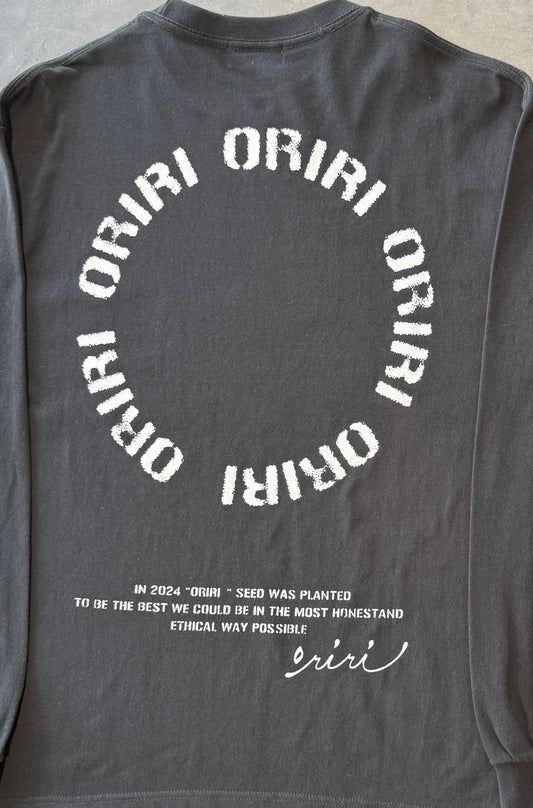 ORIRI ORIRI ORIRI ORIRI ORIRI
IN 2024 "ORIRI " SEED WAS PLANTED
TO BE THE BEST WE COULD BE IN THE MOST HONESTAND
ETHICAL WAY POSSIBLE
oriri